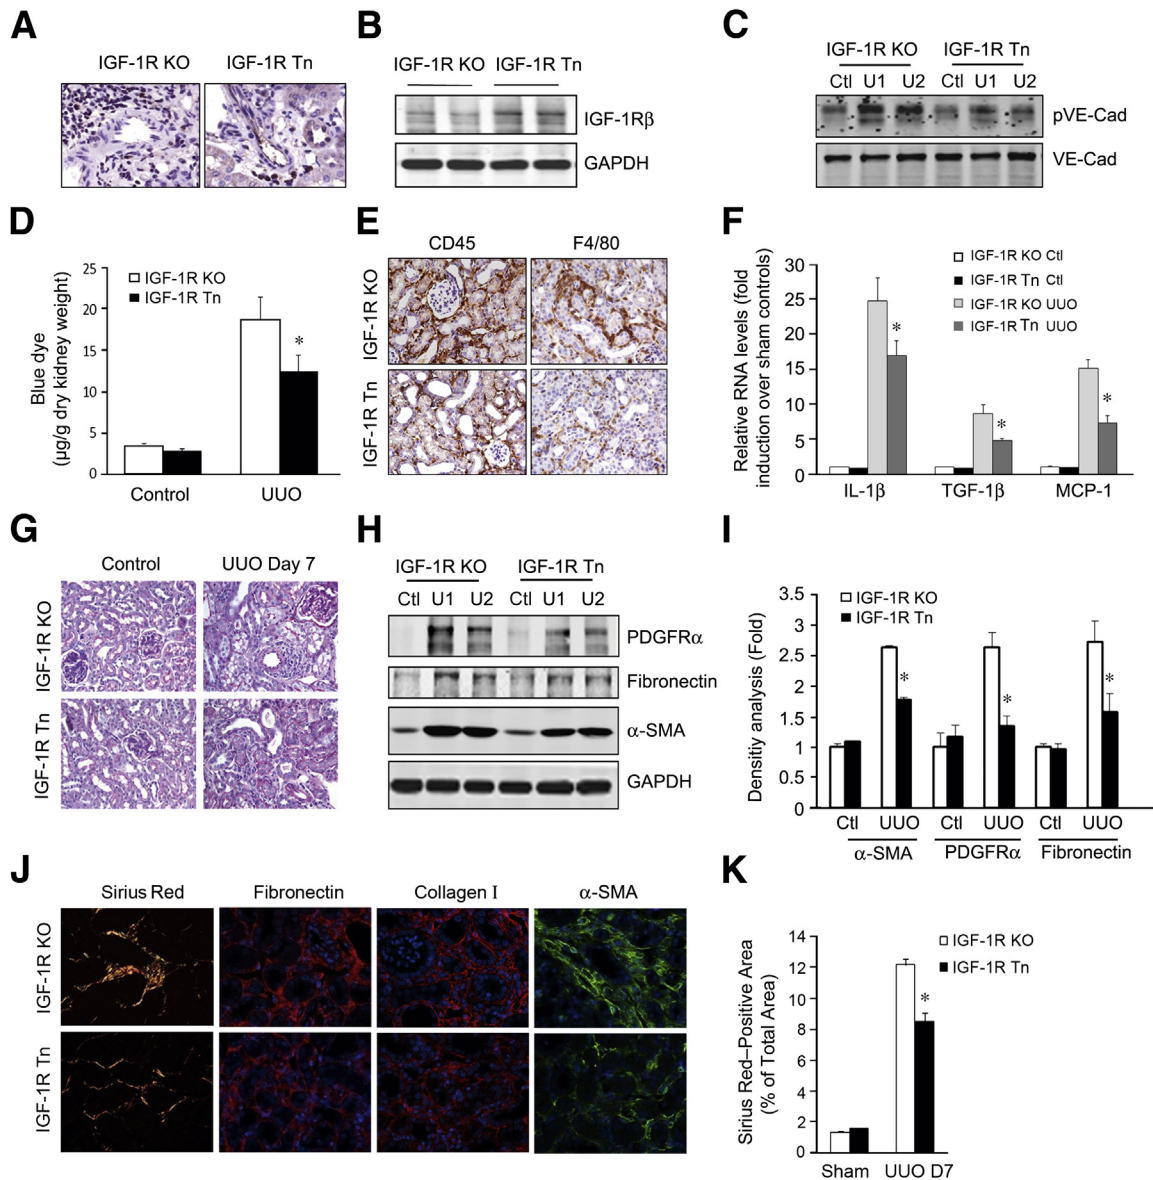 A
IGF-1R KO
IGF-1R Tn
B
IGF-1R KO
IGF-1R Tn
IGF-1Rβ
GAPDH
C
IGF-1R KO
IGF-1R Tn
Ctl U1 U2 Ctl U1 U2
pVE-Cad
VE-Cad
D
Blue dye
(µg/g dry kidney weight)
25
20
15
10
5
0
IGF-1R KO
IGF-1R Tn
*
Control
UUO
E
CD45
F4/80
IGF-1R KO
IGF-1R Tn
F
Relative RNA levels (fold
induction over sham controls)
30
25
20
15
10
5
0
IGF-1R KO Ctl
IGF-1R Tn Ctl
IGF-1R KO UUO
IGF-1R Tn UUO
*
*
*
IL-1β
TGF-1β
MCP-1
G
Control
UUO Day 7
IGF-1R KO
IGF-1R Tn
H
IGF-1R KO
IGF-1R Tn
Ctl U1 U2 Ctl U1 U2
PDGFRα
Fibronectin
α-SMA
GAPDH
I
Densitiy analysis (Fold)
3.5
3
2.5
2
1.5
1
0.5
0
IGF-1R KO
IGF-1R Tn
*
*
*
Ctl UUO Ctl UUO Ctl UUO
α-SMA
PDGFRα
Fibronectin
J
Sirius Red
Fibronectin
Collagen I
α-SMA
IGF-1R KO
IGF-1R Tn
K
Sirius Red–Positive Area
(% of Total Area)
14
12
10
8
6
4
2
0
IGF-1R KO
IGF-1R Tn
*
Sham
UUO D7